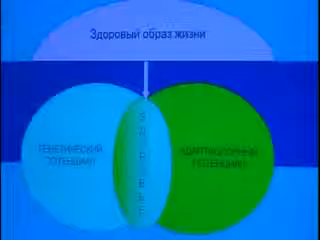 Здоровый образ жизни
ГЕНЕТИЧЕСКИЙ
ПОТЕНЦИАЛ
АДАПТАЦИОННЫЙ
ПОТЕНЦИАЛ